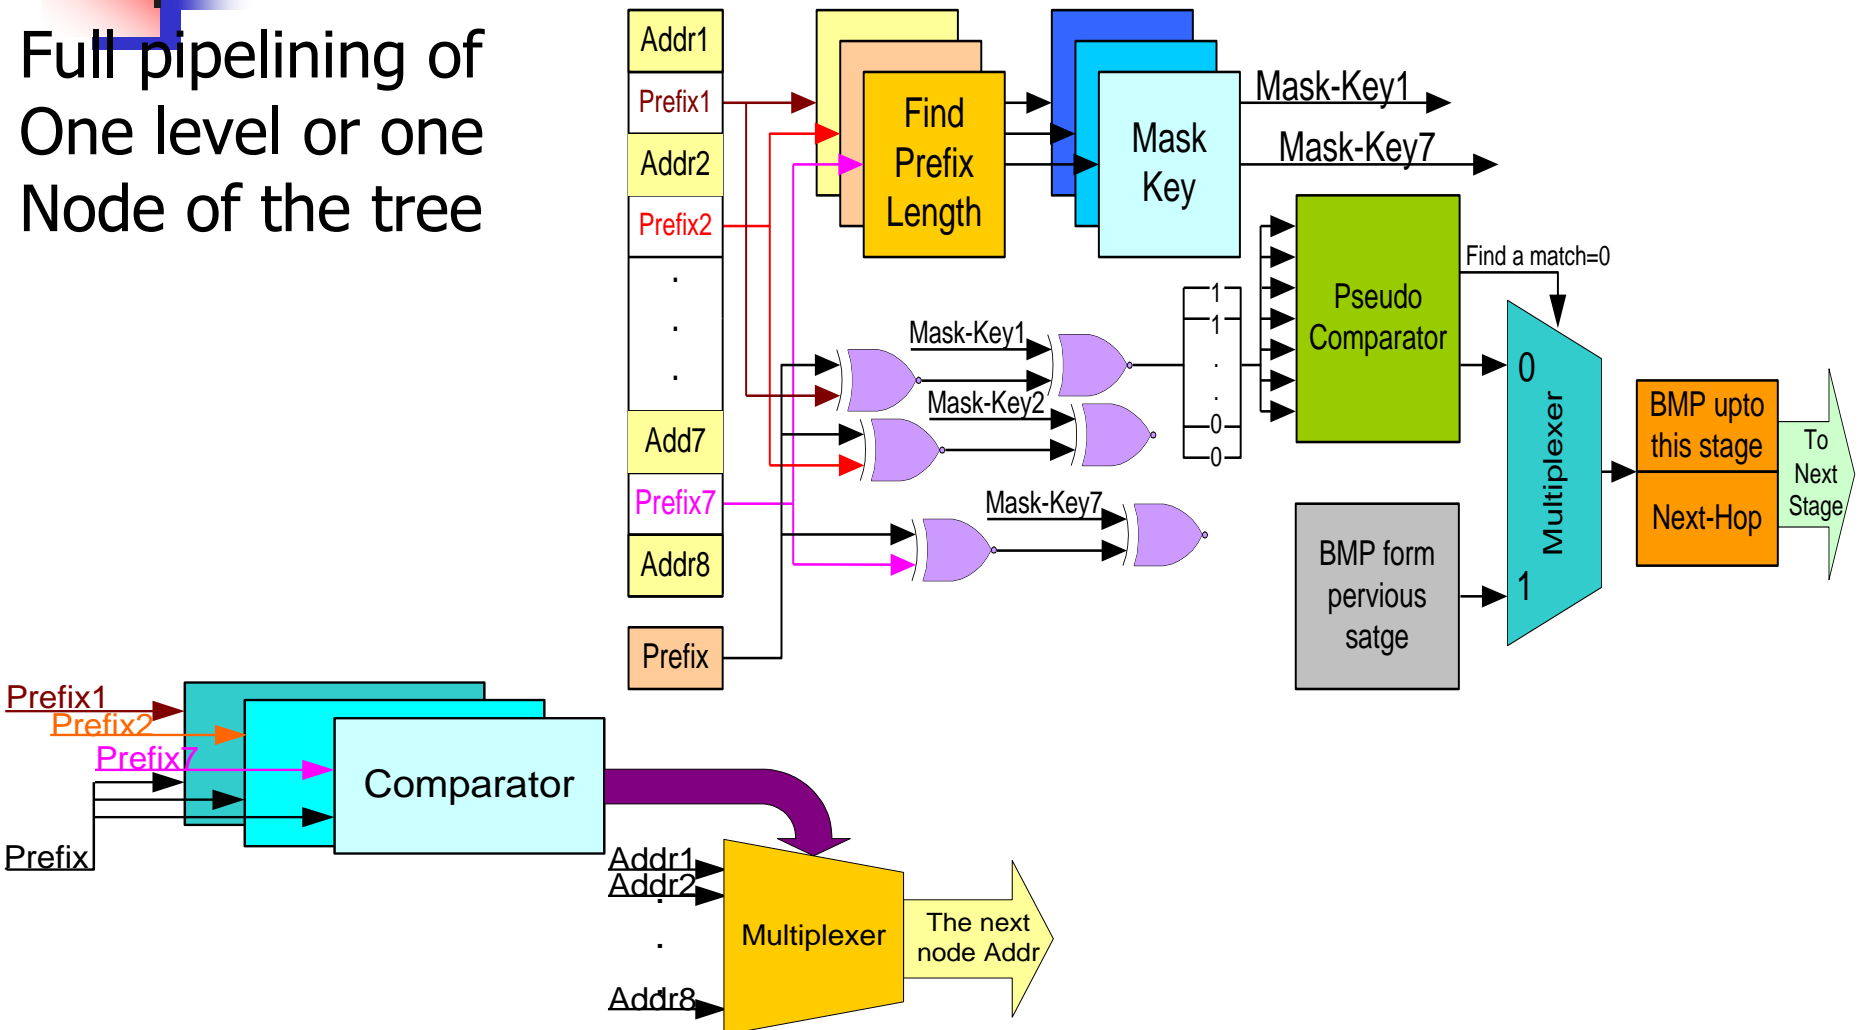 Full pipelining of
One level or one
Node of the tree
Addr1
Prefix1
Addr2
Prefix2
.
.
.
Add7
Prefix7
Addr8
Prefix
Find
Prefix
Length
Mask
Key
Mask-Key1
Mask-Key7
Mask-Key1
Mask-Key2
Mask-Key7
1
1
.
.
0
0
Pseudo
Comparator
Find a match=0
0
Multiplexer
1
BMP form
pervious
satge
BMP upto
this stage
Next-Hop
To
Next
Stage
Prefix1
Prefix2
Prefix7
Prefix
Comparator
Addr1
Addr2
.
.
.
Addr8
Multiplexer
The next
node Addr